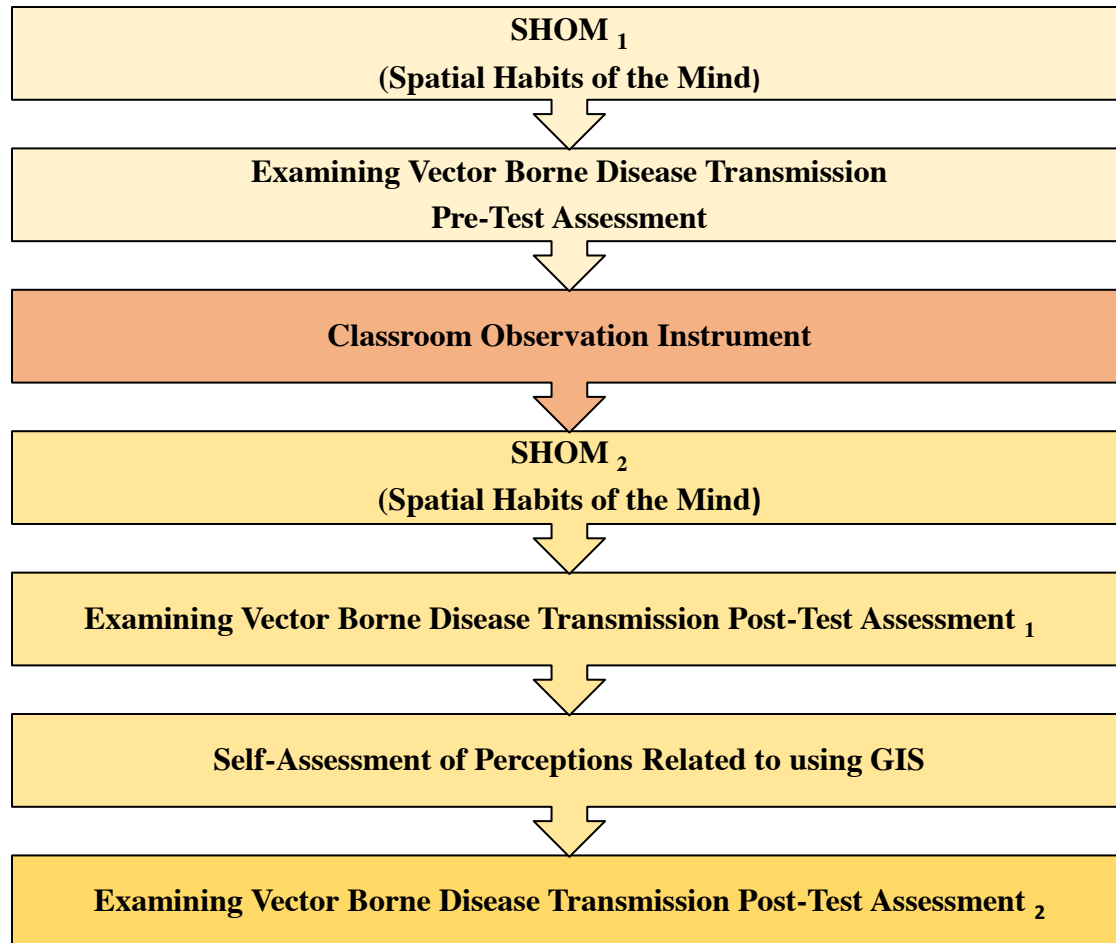 SHOM 1
(Spatial Habits of the Mind)
Examining Vector Borne Disease Transmission
Pre-Test Assessment
Classroom Observation Instrument
SHOM 2
(Spatial Habits of the Mind)
Examining Vector Borne Disease Transmission Post-Test Assessment 1
Self-Assessment of Perceptions Related to using GIS
Examining Vector Borne Disease Transmission Post-Test Assessment 2